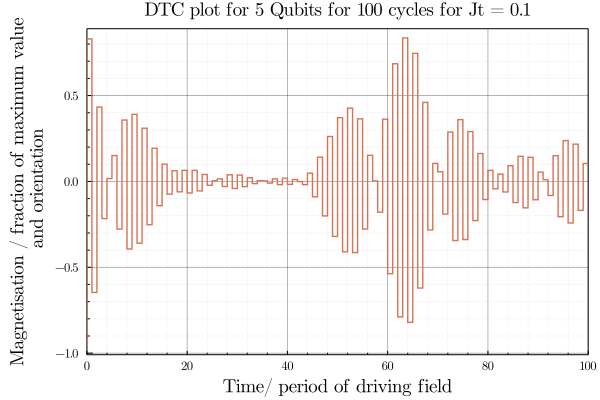 DTC plot for 5 Qubits for 100 cycles for Jt = 0.1
Magnetisation / fraction of maximum value
and orientation
0.5
0.0
−0.5
−1.0
0 20 40 60 80 100
Time/ period of driving field